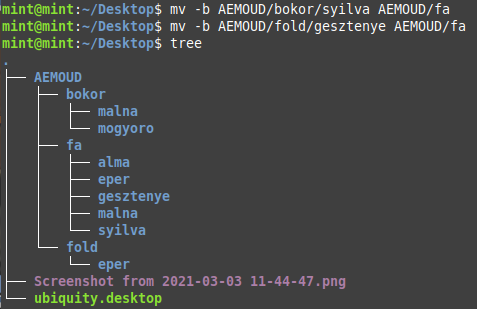 mint@mint:~/Desktop$ mv -b AEMOUD/bokor/syilva AEMOUD/fa
mint@mint:~/Desktop$ mv -b AEMOUD/fold/gesztenye AEMOUD/fa
mint@mint:~/Desktop$ tree
.
├── AEMOUD
│   ├── bokor
│   │   ├── malna
│   │   └── mogyoro
│   ├── fa
│   │   ├── alma
│   │   ├── eper
│   │   ├── gesztenye
│   │   ├── malna
│   │   └── syilva
│   └── fold
│       └── eper
├── Screenshot from 2021-03-03 11-44-47.png
└── ubiquity.desktop